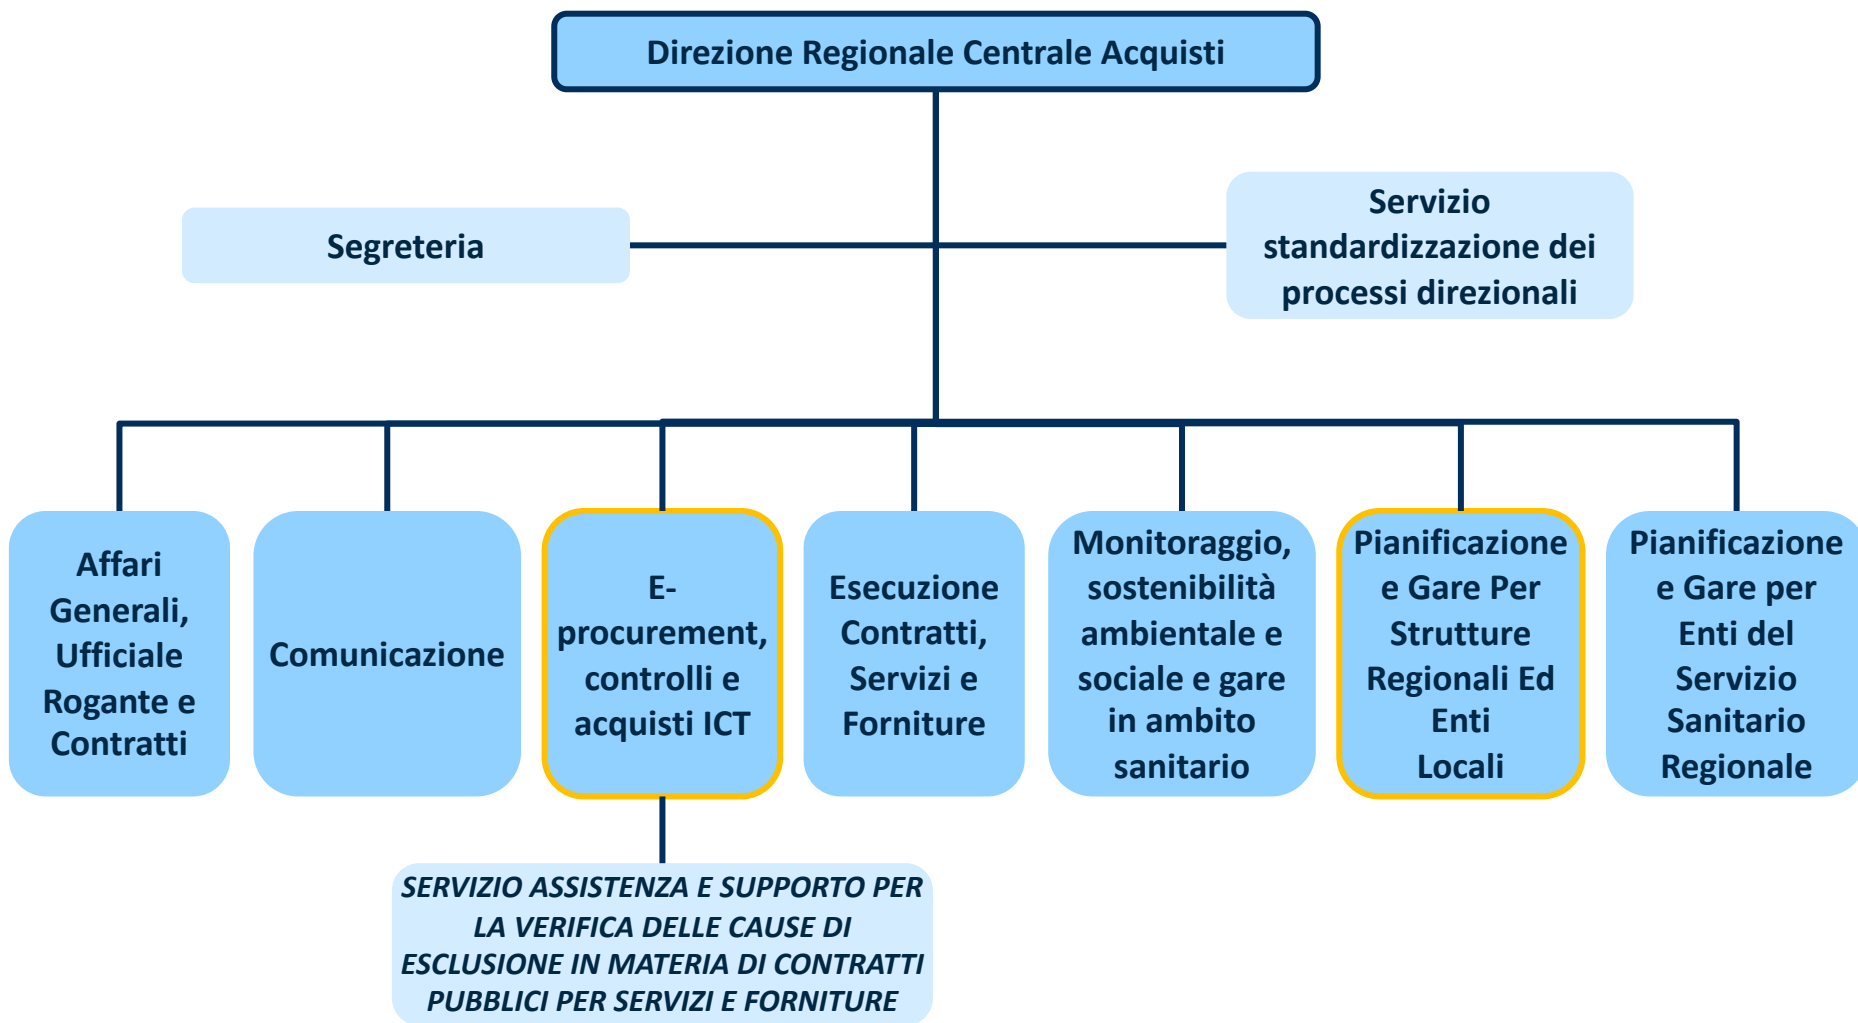 Direzione Regionale Centrale Acquisti
Segreteria
Servizio
standardizzazione dei
processi direzionali
Affari
Generali,
Ufficiale
Rogante e
Contratti
Comunicazione
E-
procurement,
controlli e
acquisti ICT
Esecuzione
Contratti,
Servizi e
Forniture
Monitoraggio,
sostenibilità
ambientale e
sociale e gare
in ambito
sanitario
Pianificazione
e Gare Per
Strutture
Regionali Ed
Enti
Locali
Pianificazione
e Gare per
Enti del
Servizio
Sanitario
Regionale
SERVIZIO ASSISTENZA E SUPPORTO PER
LA VERIFICA DELLE CAUSE DI
ESCLUSIONE IN MATERIA DI CONTRATTI
PUBBLICI PER SERVIZI E FORNITURE